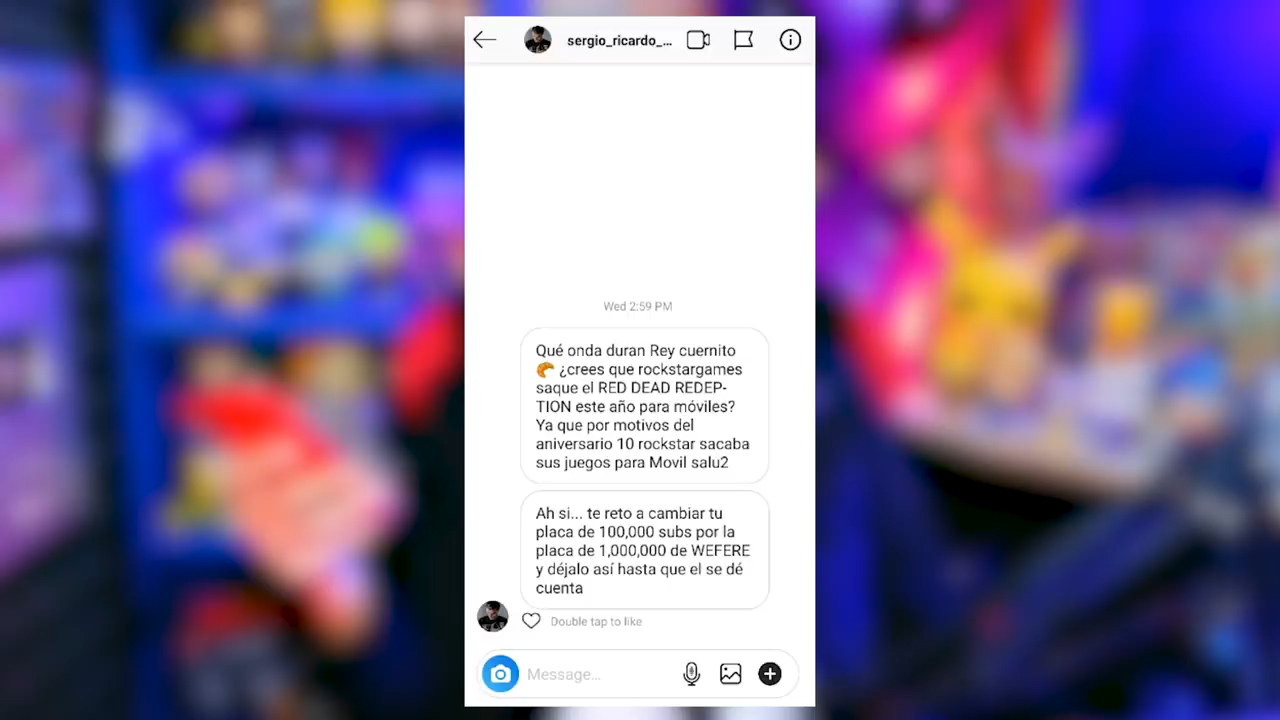 sergio_ricardo_...
Wed 2:59 PM
Qué onda duran Rey cuernito
🥐 ¿crees que rockstargames
saque el RED DEAD REDEP-
TION este año para móviles?
Ya que por motivos del
aniversario 10 rockstar sacaba
sus juegos para Movil salu2
Ah si... te reto a cambiar tu
placa de 100,000 subs por la
placa de 1,000,000 de WEFERE
y déjalo así hasta que el se dé
cuenta
Double tap to like
Message...